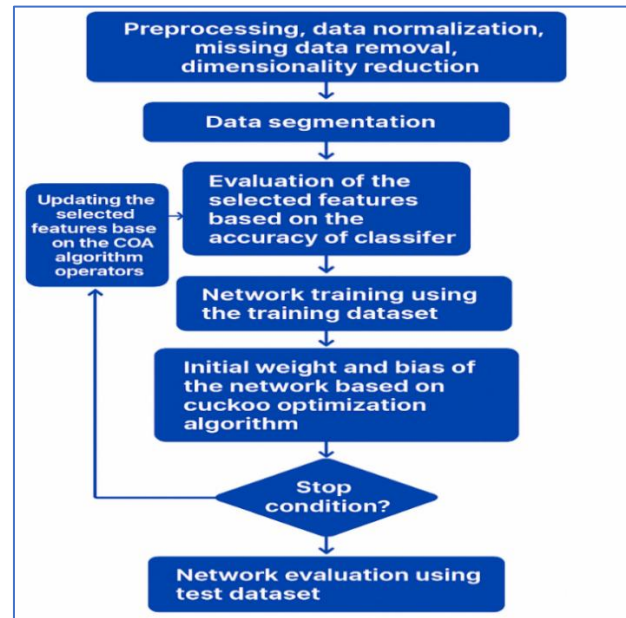 Preprocessing, data normalization,
missing data removal,
dimensionality reduction
Data segmentation
Updating the
selected
features base
on the COA
algorithm
operators
Evaluation of the
selected features
based on the
accuracy of classifer
Network training using
the training dataset
Initial weight and bias of
the network based on
cuckoo optimization
algorithm
Stop
condition?
Network evaluation using
test dataset